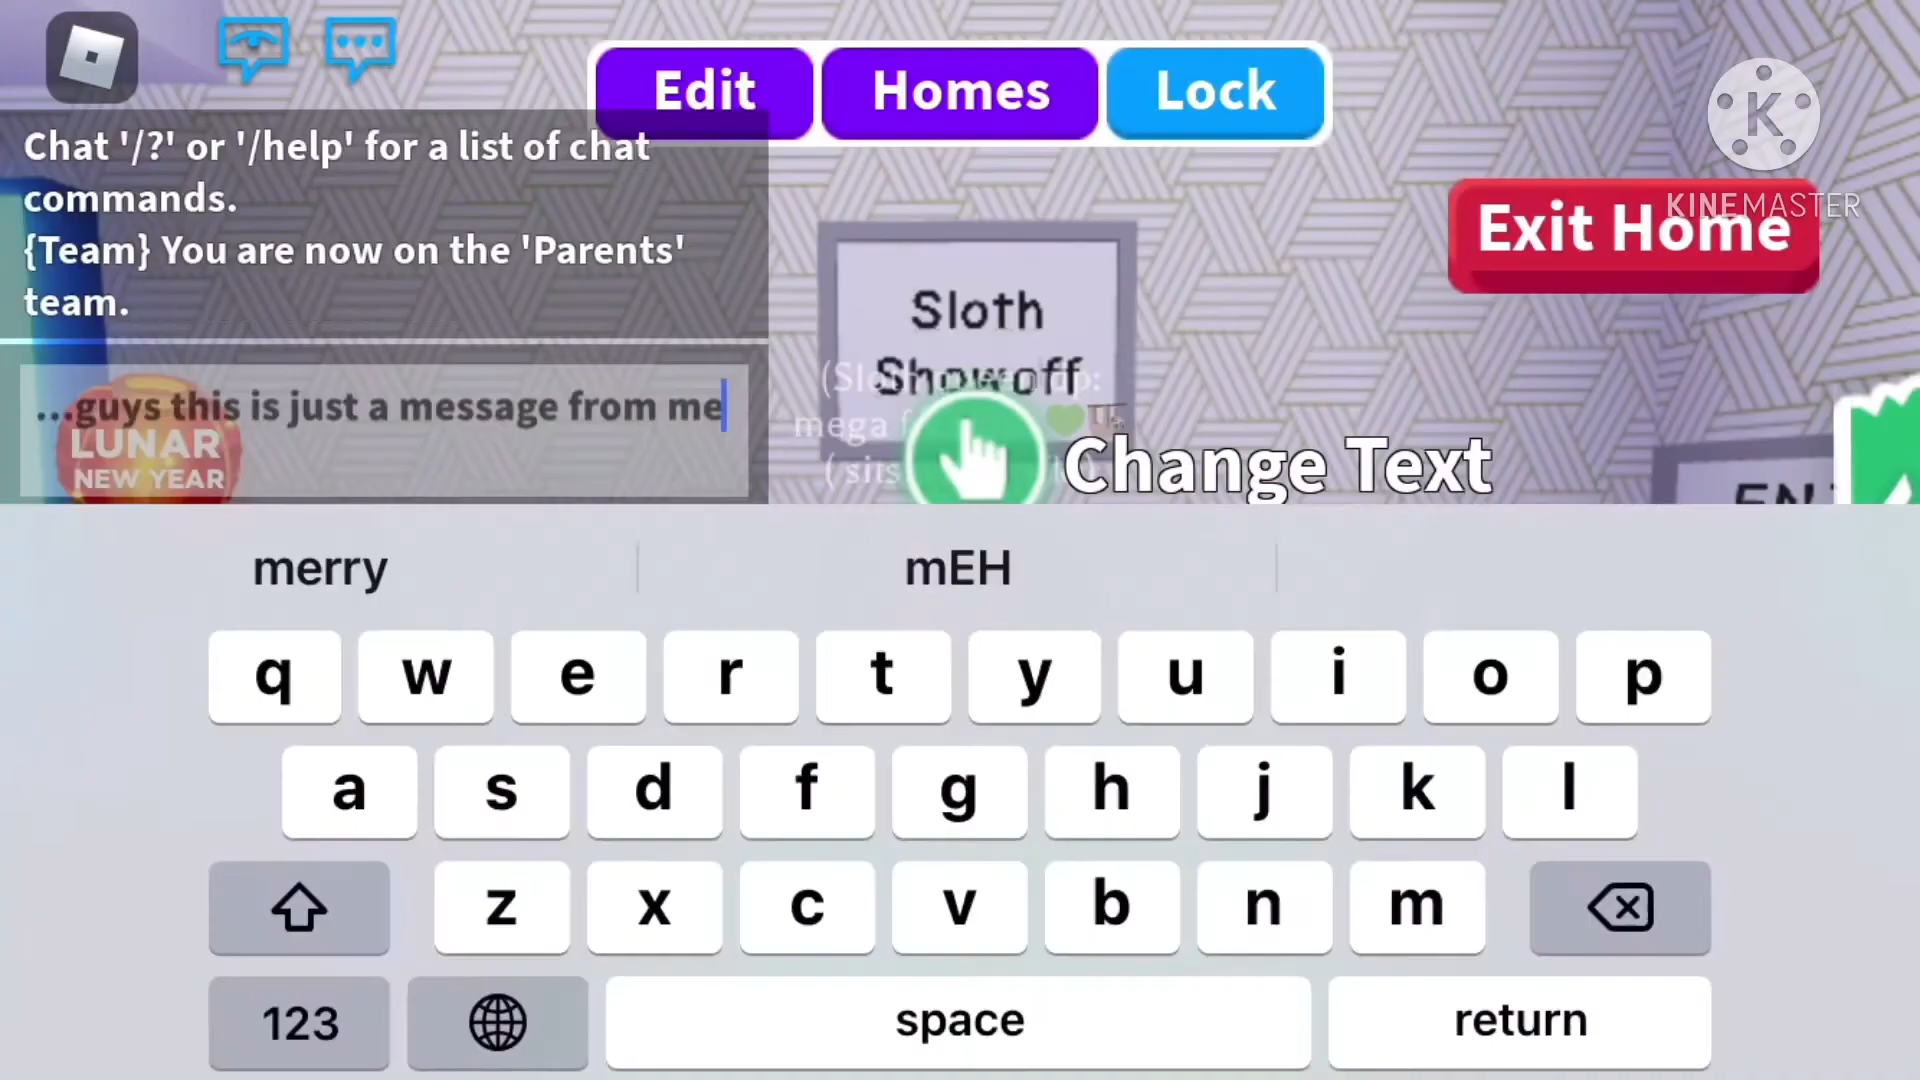 Edit Homes Lock
K
KINEMASTER
Chat '/?' or '/help' for a list of chat
commands.
{Team} You are now on the 'Parents'
team.
Exit Home
Sloth
Showoff
...guys this is just a message from me
LUNAR
NEW YEAR
mega
(sits
Change Text
merry mEH
q w e r t y u i o p
a s d f g h j k l
z x c v b n m
123 space return